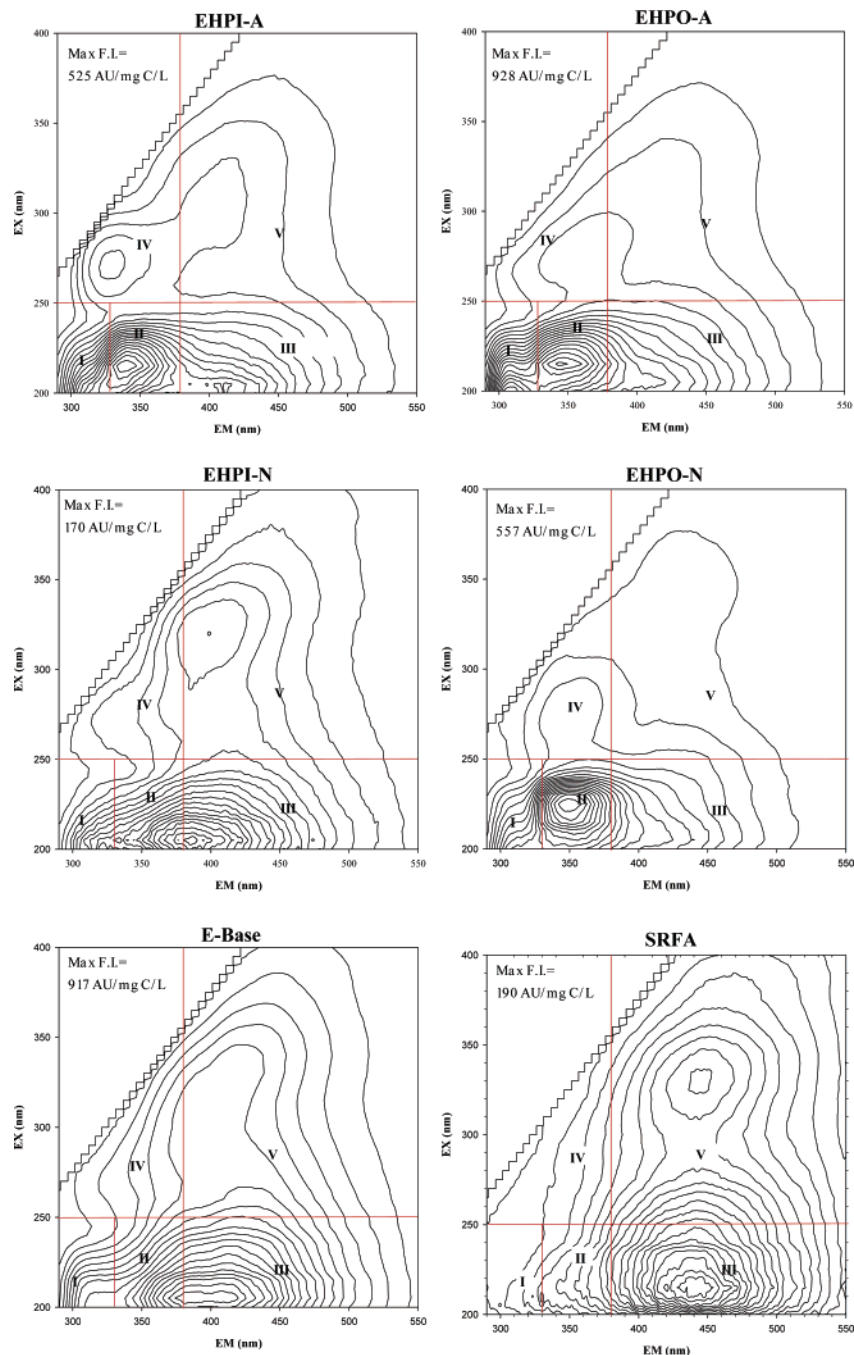 EHPI-A
Max F.I.=
525 AU/mg C/L
EX (nm)
400
350
300
250
200
IV
V
I
II
III
300 350 400 450 500 550
EM (nm)
EHPO-A
Max F.I.=
928 AU/mg C/L
EX (nm)
400
350
300
250
200
IV
V
I
II
III
300 350 400 450 500 550
EM (nm)
EHPI-N
Max F.I.=
170 AU/mg C/L
EX (nm)
400
350
300
250
200
IV
V
I
II
III
300 350 400 450 500 550
EM (nm)
EHPO-N
Max F.I.=
557 AU/mg C/L
EX (nm)
400
350
300
250
200
IV
V
I
II
III
300 350 400 450 500 550
EM (nm)
E-Base
Max F.I.=
917 AU/mg C/L
EX (nm)
400
350
300
250
200
IV
V
I
II
III
300 350 400 450 500 550
EM (nm)
SRFA
Max F.I.=
190 AU/mg C/L
EX (nm)
400
350
300
250
200
IV
V
I
II
III
300 350 400 450 500 550
EM (nm)